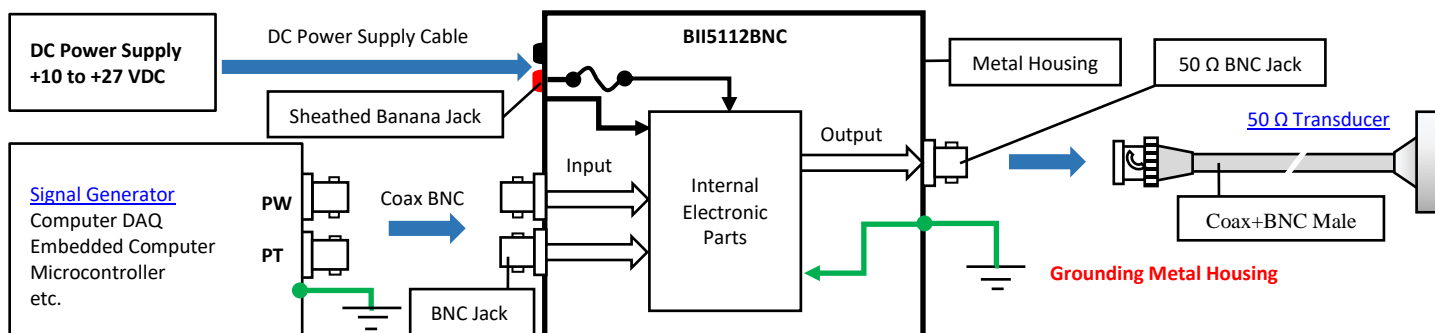 DC Power Supply
+10 to +27 VDC
DC Power Supply Cable
Sheathed Banana Jack
BII5112BNC
Metal Housing
50 Ω BNC Jack
50 Ω Transducer
Coax+BNC Male
Signal Generator
Computer DAQ
Embedded Computer
Microcontroller
etc.
PW
PT
Coax BNC
BNC Jack
Input
Internal
Electronic
Parts
Output
Grounding Metal Housing